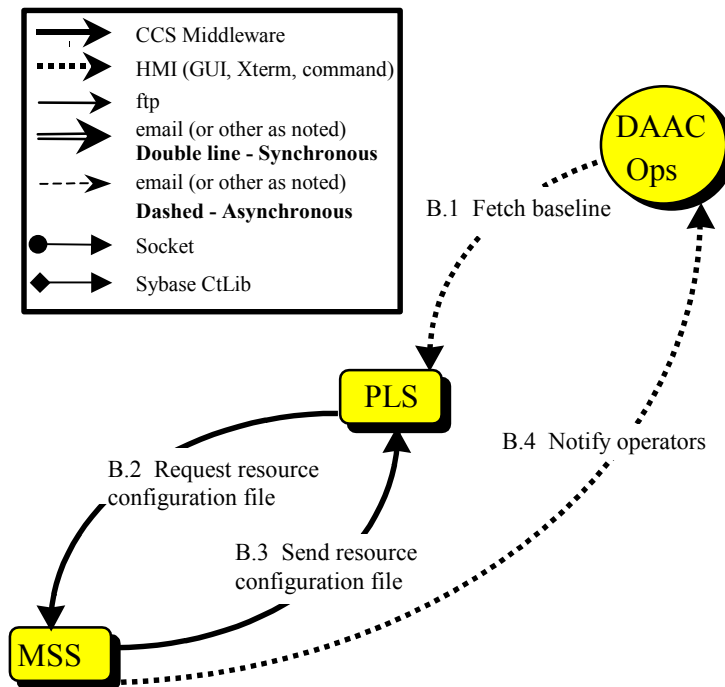 CCS Middleware
HMI (GUI, Xterm, command)
ftp
email (or other as noted)
Double line - Synchronous
email (or other as noted)
Dashed - Asynchronous
Socket
Sybase CtLib
DAAC
Ops
B.1 Fetch baseline
PLS
B.4 Notify operators
B.2 Request resource
configuration file
B.3 Send resource
configuration file
MSS